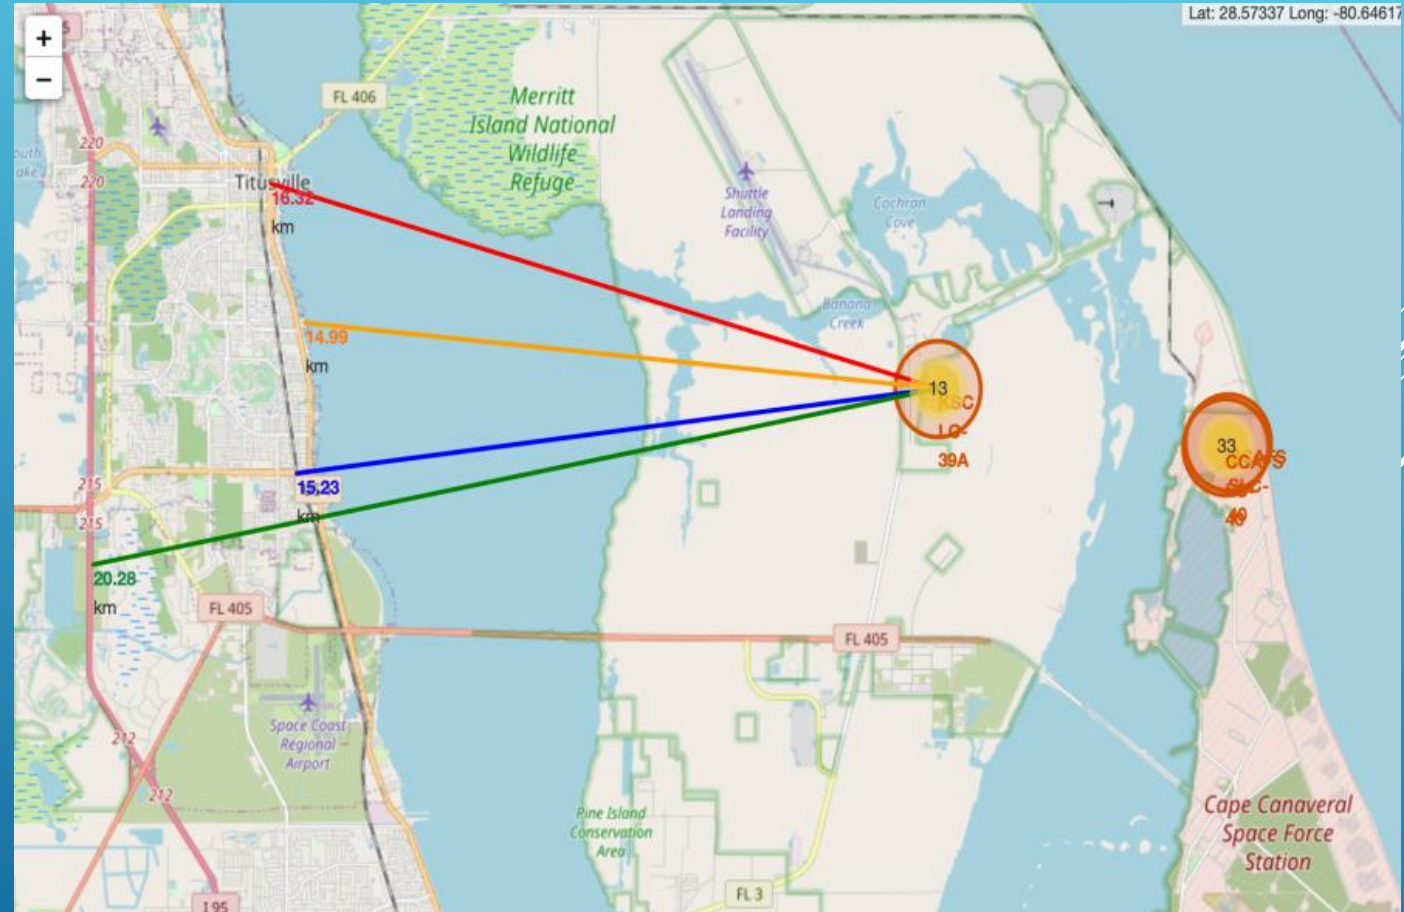 +
−
Lat: 28.57337 Long: -80.64617
FL 406
Merritt
Island National
Wildlife
Refuge
220
220
Titusville
16.32
km
Shuttle
Landing
Facility
Cochran
Cove
Banana
Creek
14.99
km
13
KSC
LC-
39A
33
215
215
15.23
km
20.28
km
FL 405
FL 405
Space Coast
Regional
Airport
212
212
Pine Island
Conservation
Area
Cape Canaveral
Space Force
Station
FL 3
I 95